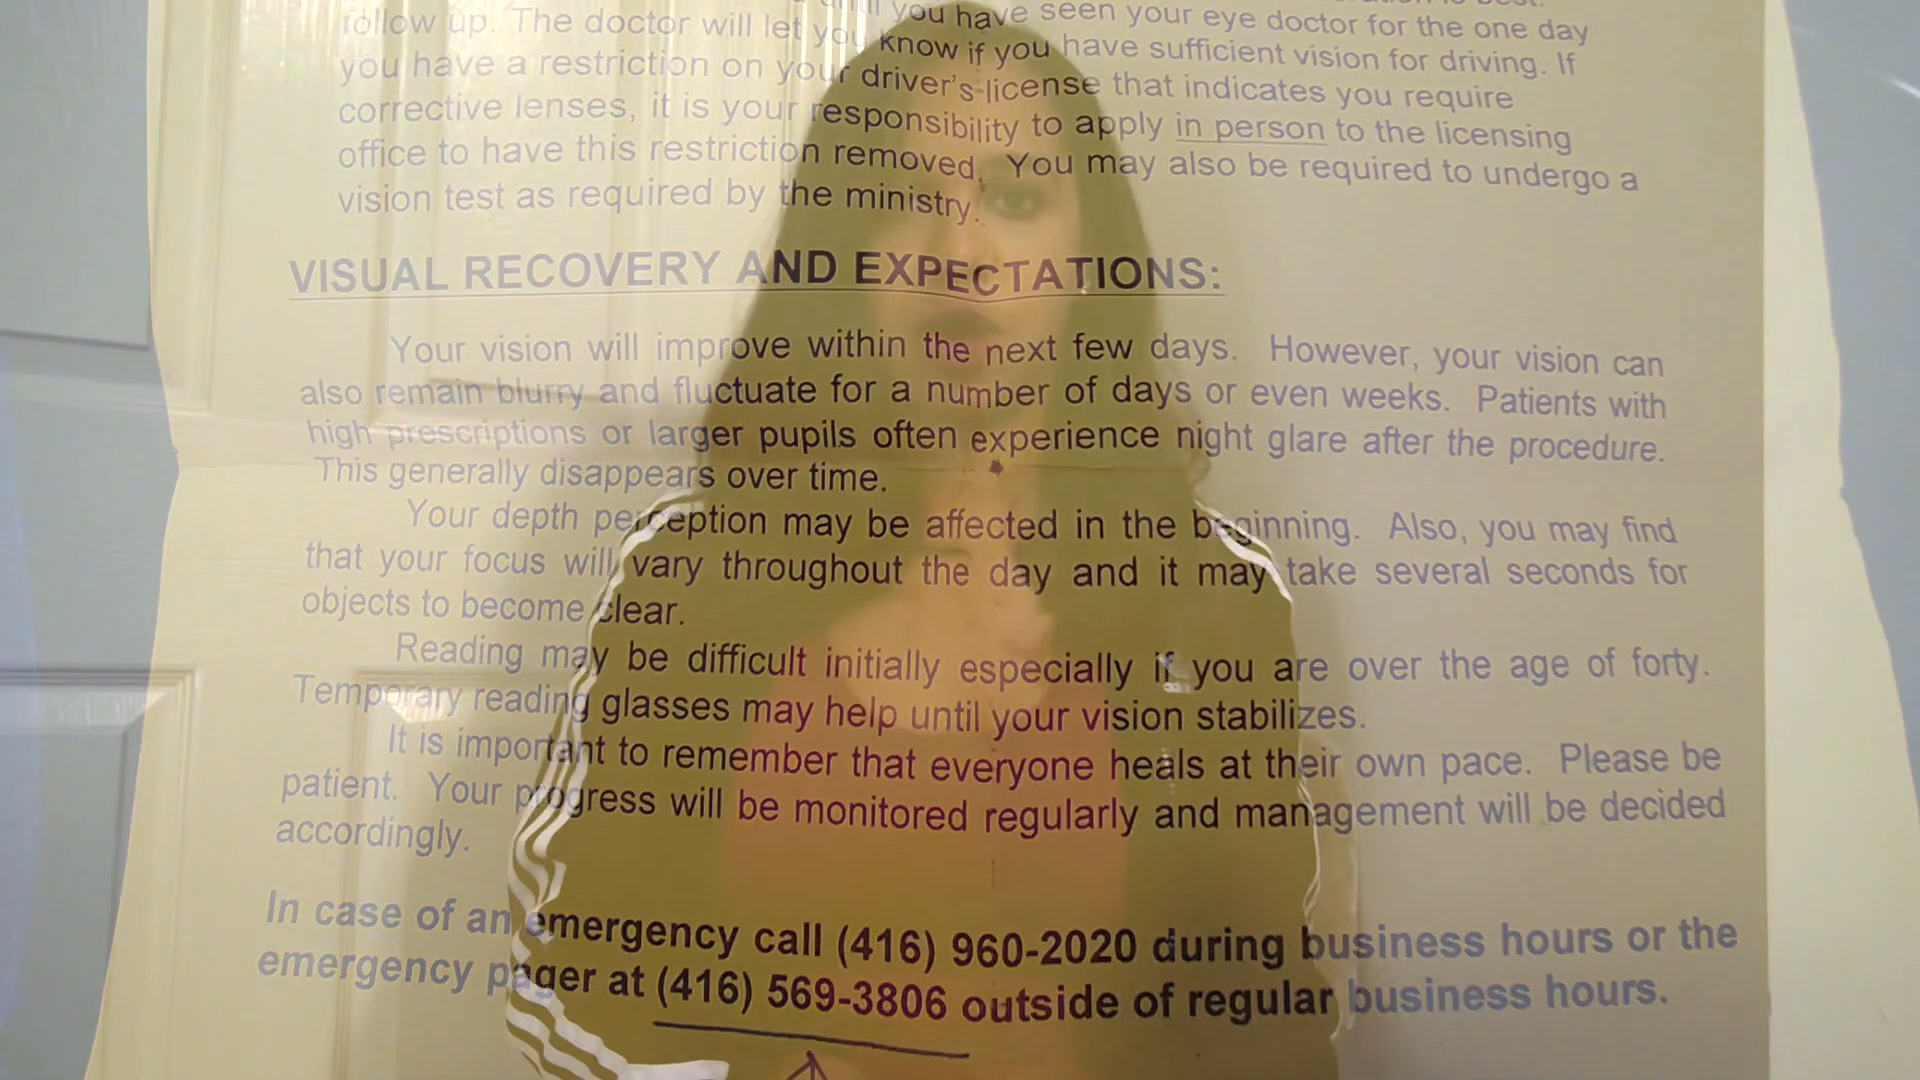 you have seen your eye doctor for the one day
follow up. The doctor will let you know if you have sufficient vision for driving. If
you have a restriction on your driver's license that indicates you require
corrective lenses, it is your responsibility to apply in person to the licensing
office to have this restriction removed. You may also be required to undergo a
vision test as required by the ministry.
VISUAL RECOVERY AND EXPECTATIONS:
Your vision will improve within the next few days. However, your vision can
also remain blurry and fluctuate for a number of days or even weeks. Patients with
high prescriptions or larger pupils often experience night glare after the procedure.
This generally disappears over time.
Your depth perception may be affected in the beginning. Also, you may find
that your focus will vary throughout the day and it may take several seconds for
objects to become clear.
Reading may be difficult initially especially if you are over the age of forty.
Temporary reading glasses may help until your vision stabilizes.
It is important to remember that everyone heals at their own pace. Please be
patient. Your progress will be monitored regularly and management will be decided
accordingly.
In case of an emergency call (416) 960-2020 during business hours or the
emergency pager at (416) 569-3806 outside of regular business hours.